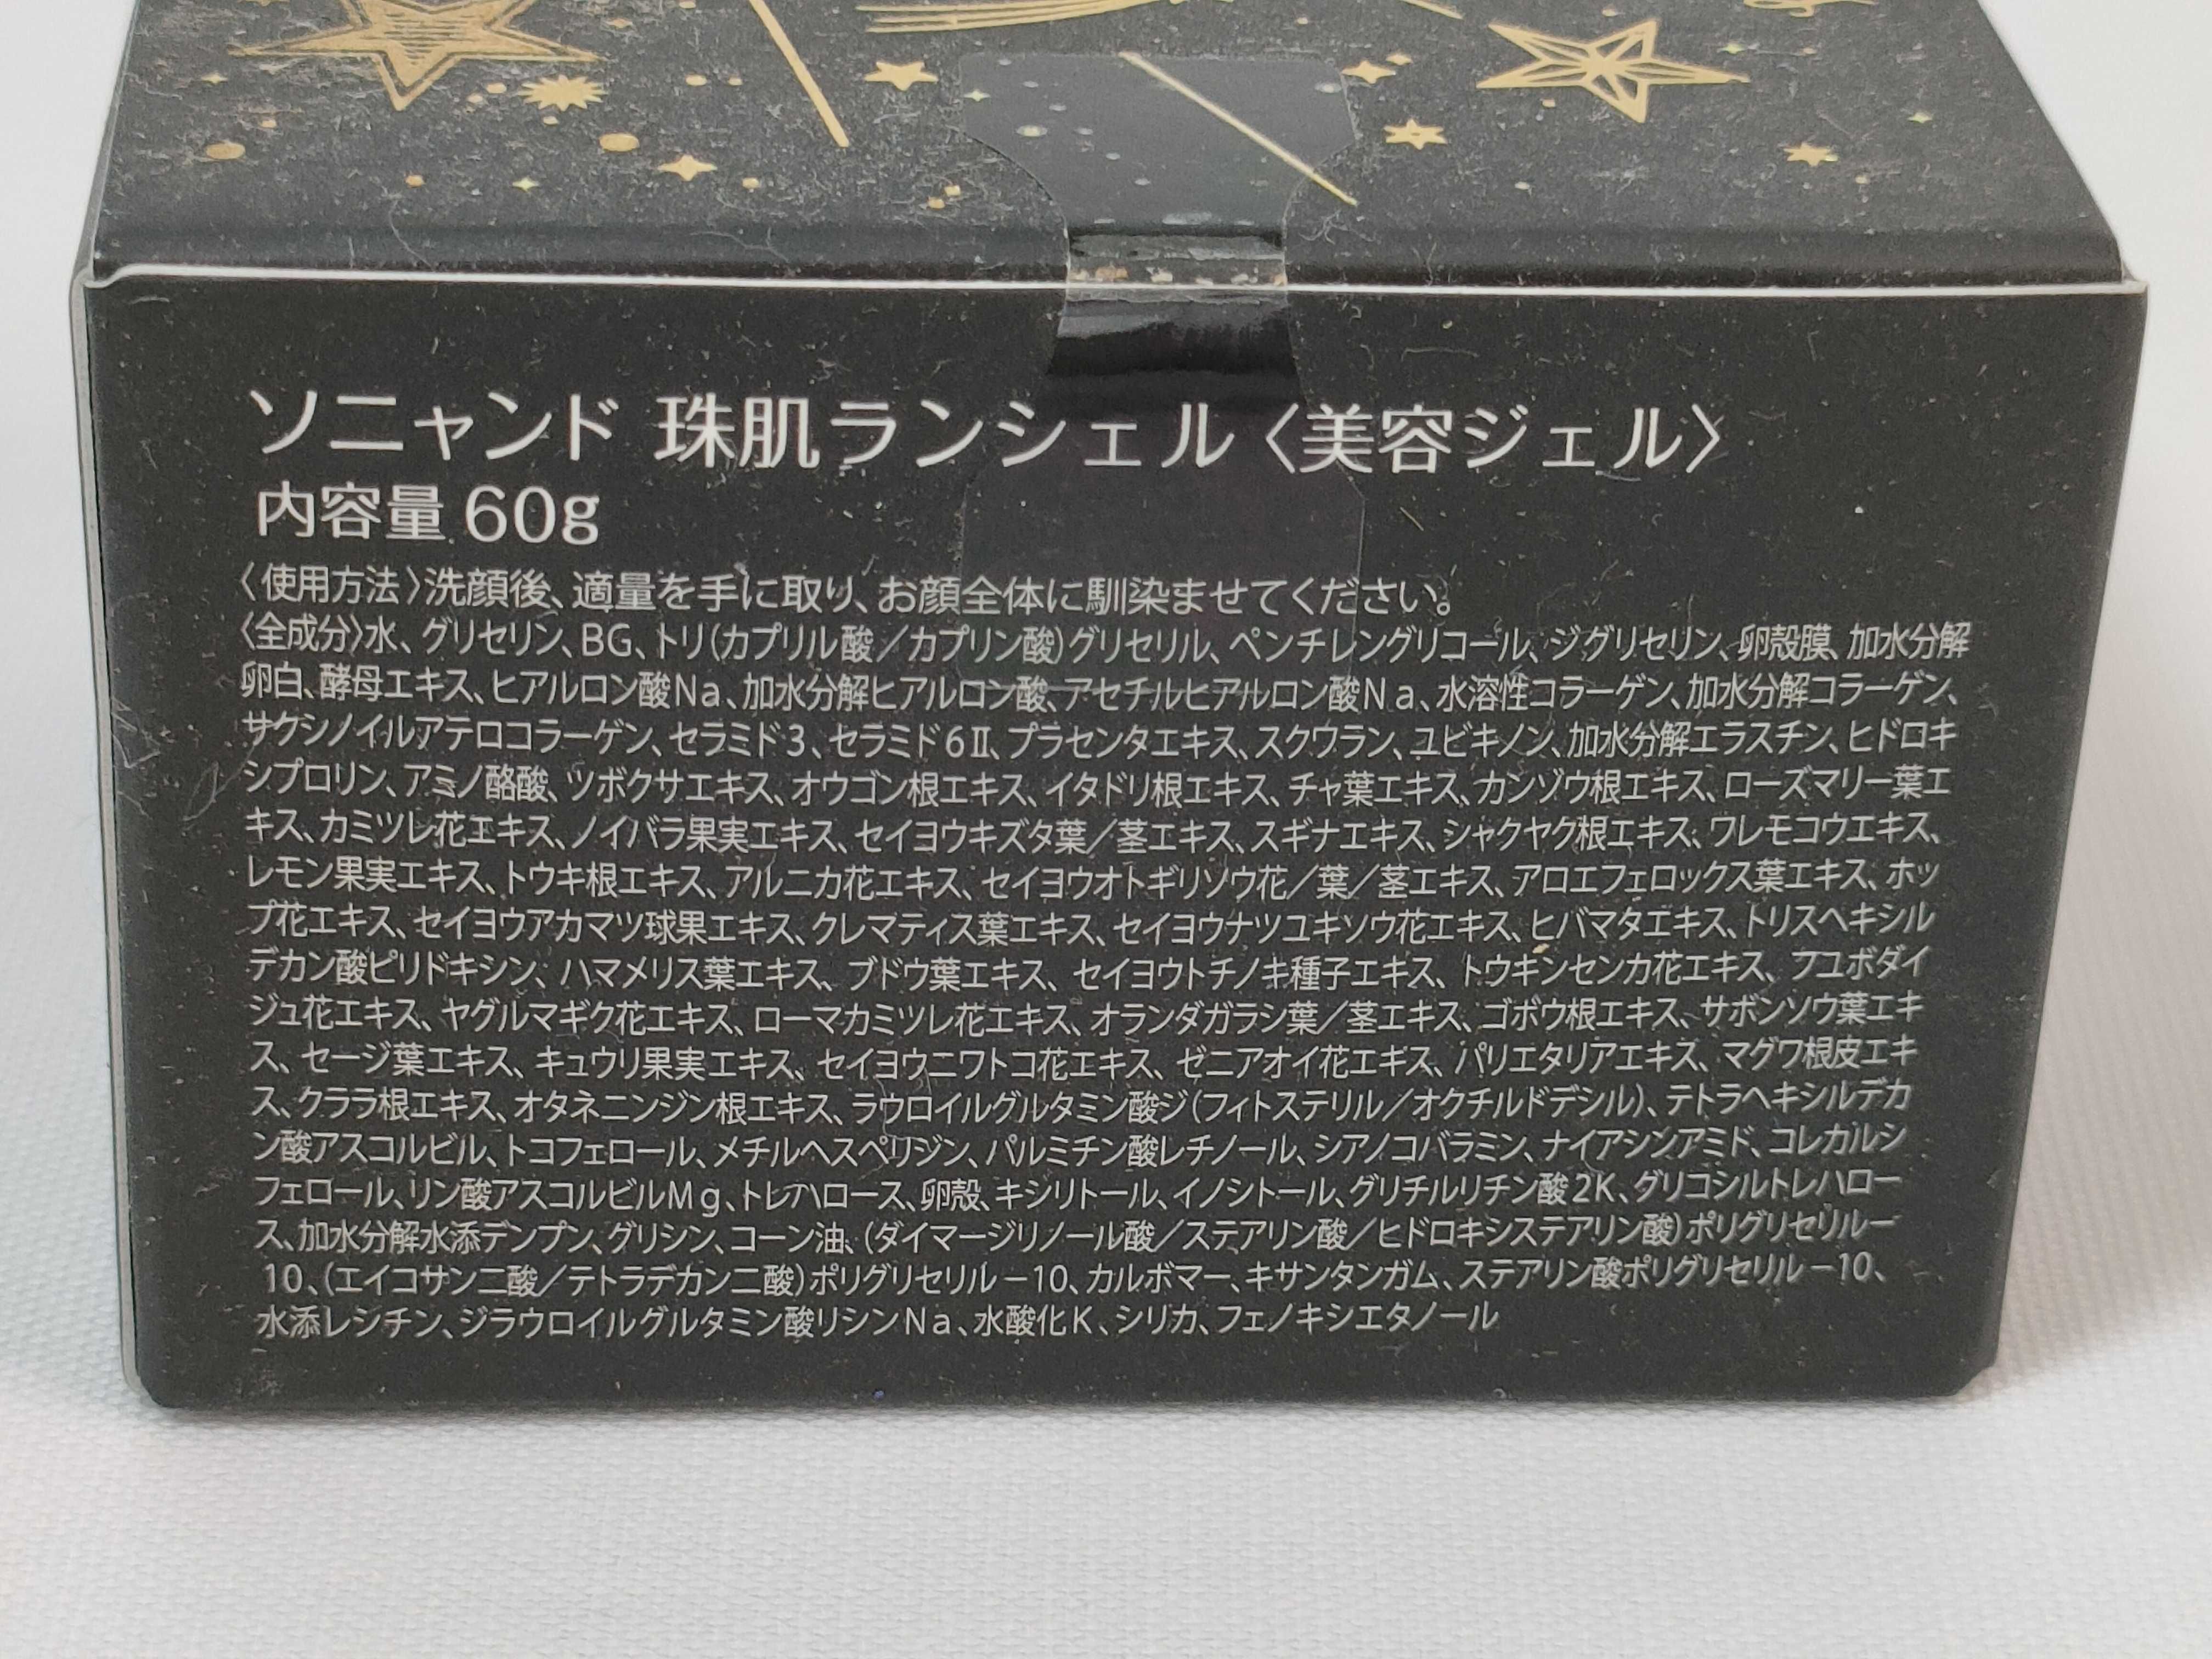 ソニャンド 珠肌ランシェル〈美容ジェル〉
内容量 60g
〈使用方法〉洗顔後、適量を手に取り、お顔全体に馴染ませてください。
〈全成分〉水、グリセリン、BG、トリ(カプリル酸／カプリン酸)グリセリル、ペンチレングリコール、ジグリセリン、卵殻膜、加水分解
卵白、酵母エキス、ヒアルロン酸Na、加水分解ヒアルロン酸、アセチルヒアルロン酸Na、水溶性コラーゲン、加水分解コラーゲン、
サクシノイルアテロコラーゲン、セラミド3、セラミド6Ⅱ、プラセンタエキス、スクワラン、ユビキノン、加水分解エラスチン、ヒドロキ
シプロリン、アミノ酪酸、ツボクサエキス、オウゴン根エキス、イタドリ根エキス、チャ葉エキス、カンゾウ根エキス、ローズマリー葉エ
キス、カミツレ花エキス、ノイバラ果実エキス、セイヨウキズタ葉／茎エキス、スギナエキス、シャクヤク根エキス、ワレモコウエキス、
レモン果実エキス、トウキ根エキス、アルニカ花エキス、セイヨウオトギリソウ花／葉／茎エキス、アロエフェロックス葉エキス、ホッ
プ花エキス、セイヨウアカマツ球果エキス、クレマティス葉エキス、セイヨウナツユキソウ花エキス、ヒバマタエキス、トリスヘキシル
デカン酸ピリドキシン、ハマメリス葉エキス、ブドウ葉エキス、セイヨウトチノキ種子エキス、トウキンセンカ花エキス、フユボダイ
ジュ花エキス、ヤグルマギク花エキス、ローマカミツレ花エキス、オランダガラシ葉／茎エキス、ゴボウ根エキス、サボンソウ葉エキ
ス、セージ葉エキス、キュウリ果実エキス、セイヨウニワトコ花エキス、ゼニアオイ花エキス、パリエタリアエキス、マグワ根皮エキ
ス、クララ根エキス、オタネニンジン根エキス、ラウロイルグルタミン酸ジ(フィトステリル／オクチルドデシル)、テトラヘキシルデカ
ン酸アスコルビル、トコフェロール、メチルヘスペリジン、パルミチン酸レチノール、シアノコバラミン、ナイアシンアミド、コレカルシ
フェロール、リン酸アスコルビルMg、トレハロース、卵殻、キシリトール、イノシトール、グリチルリチン酸2K、グリコシルトレハロー
ス、加水分解水添デンプン、グリシン、コーン油、(ダイマージリノール酸／ステアリン酸／ヒドロキシステアリン酸)ポリグリセリルー
10、(エイコサン二酸／テトラデカン二酸)ポリグリセリル－10、カルボマー、キサンタンガム、ステアリン酸ポリグリセリル－10、
水添レシチン、ジラウロイルグルタミン酸リシンNa、水酸化K、シリカ、フェノキシエタノール